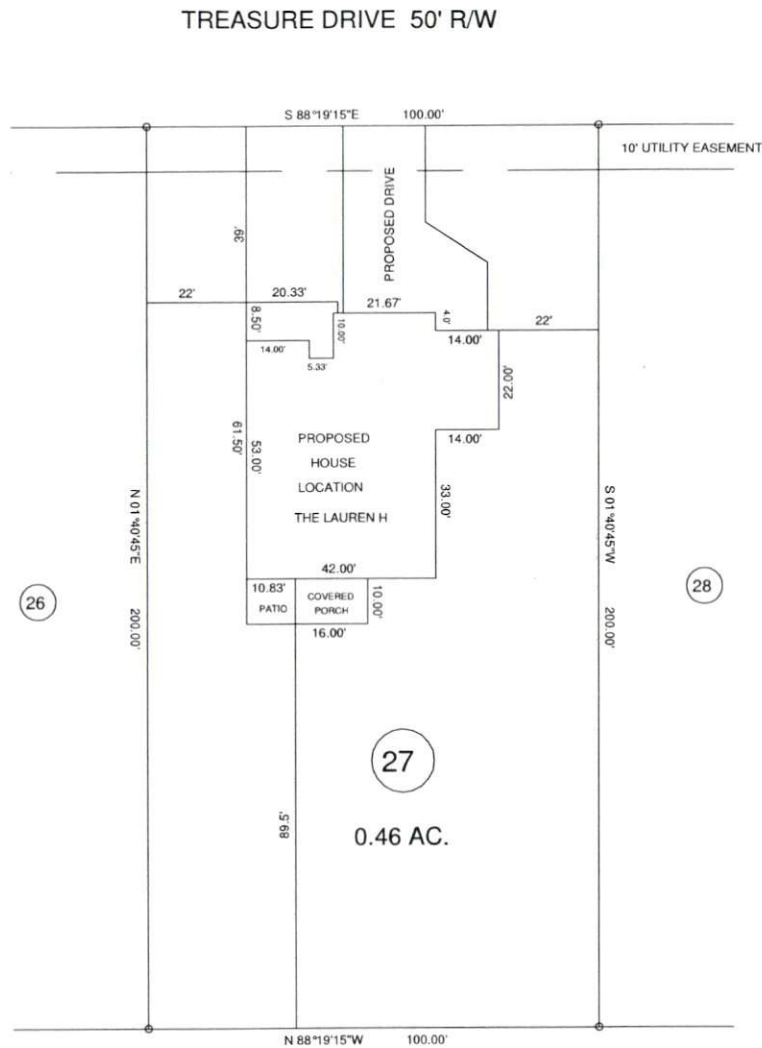 TREASURE DRIVE 50' R/W
S 88°19'15"E 100.00'
10' UTILITY EASEMENT
PROPOSED DRIVE
39'
22'
20.33'
21.67'
8.50'
10.00'
4.0'
22'
14.00'
14.00'
5.33'
22.00'
61.50'
53.00'
PROPOSED
HOUSE
LOCATION
THE LAUREN H
14.00'
33.00'
N 01°40'45"E 200.00'
S 01°40'45"W 200.00'
42.00'
10.83'
PATIO
COVERED
PORCH
10.00'
16.00'
26
28
27
89.5'
0.46 AC.
N 88°19'15"W 100.00'